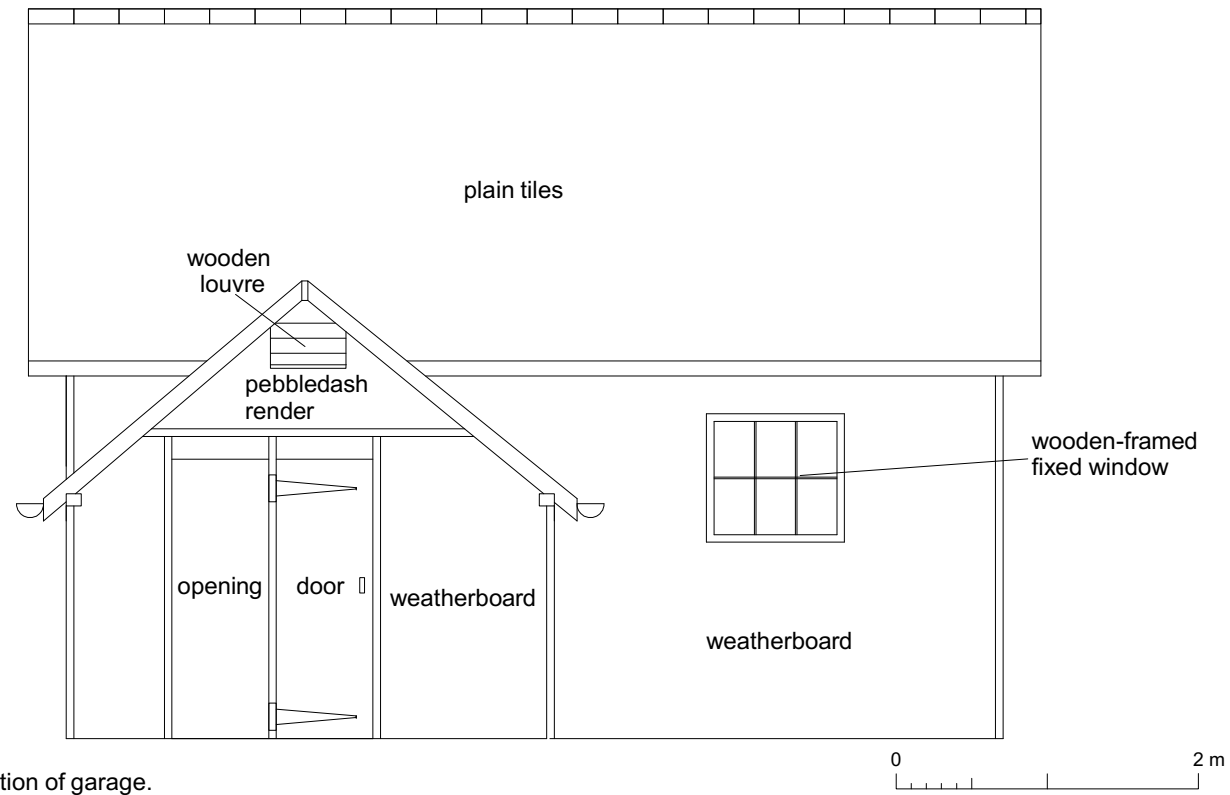 plain tiles
wooden
louvre
pebbledash
render
wooden-framed
fixed window
opening
door
weatherboard
weatherboard
0
2 m
tion of garage.